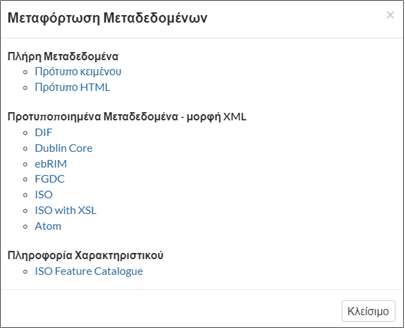 Μεταφόρτωση Μεταδεδομένων ×
Πλήρη Μεταδεδομένα
Πρότυπο κειμένου
Πρότυπο HTML
Προτυποποιημένα Μεταδεδομένα - μορφή XML
DIF
Dublin Core
ebRIM
FGDC
ISO
ISO with XSL
Atom
Πληροφορία Χαρακτηριστικού
ISO Feature Catalogue
Κλείσιμο